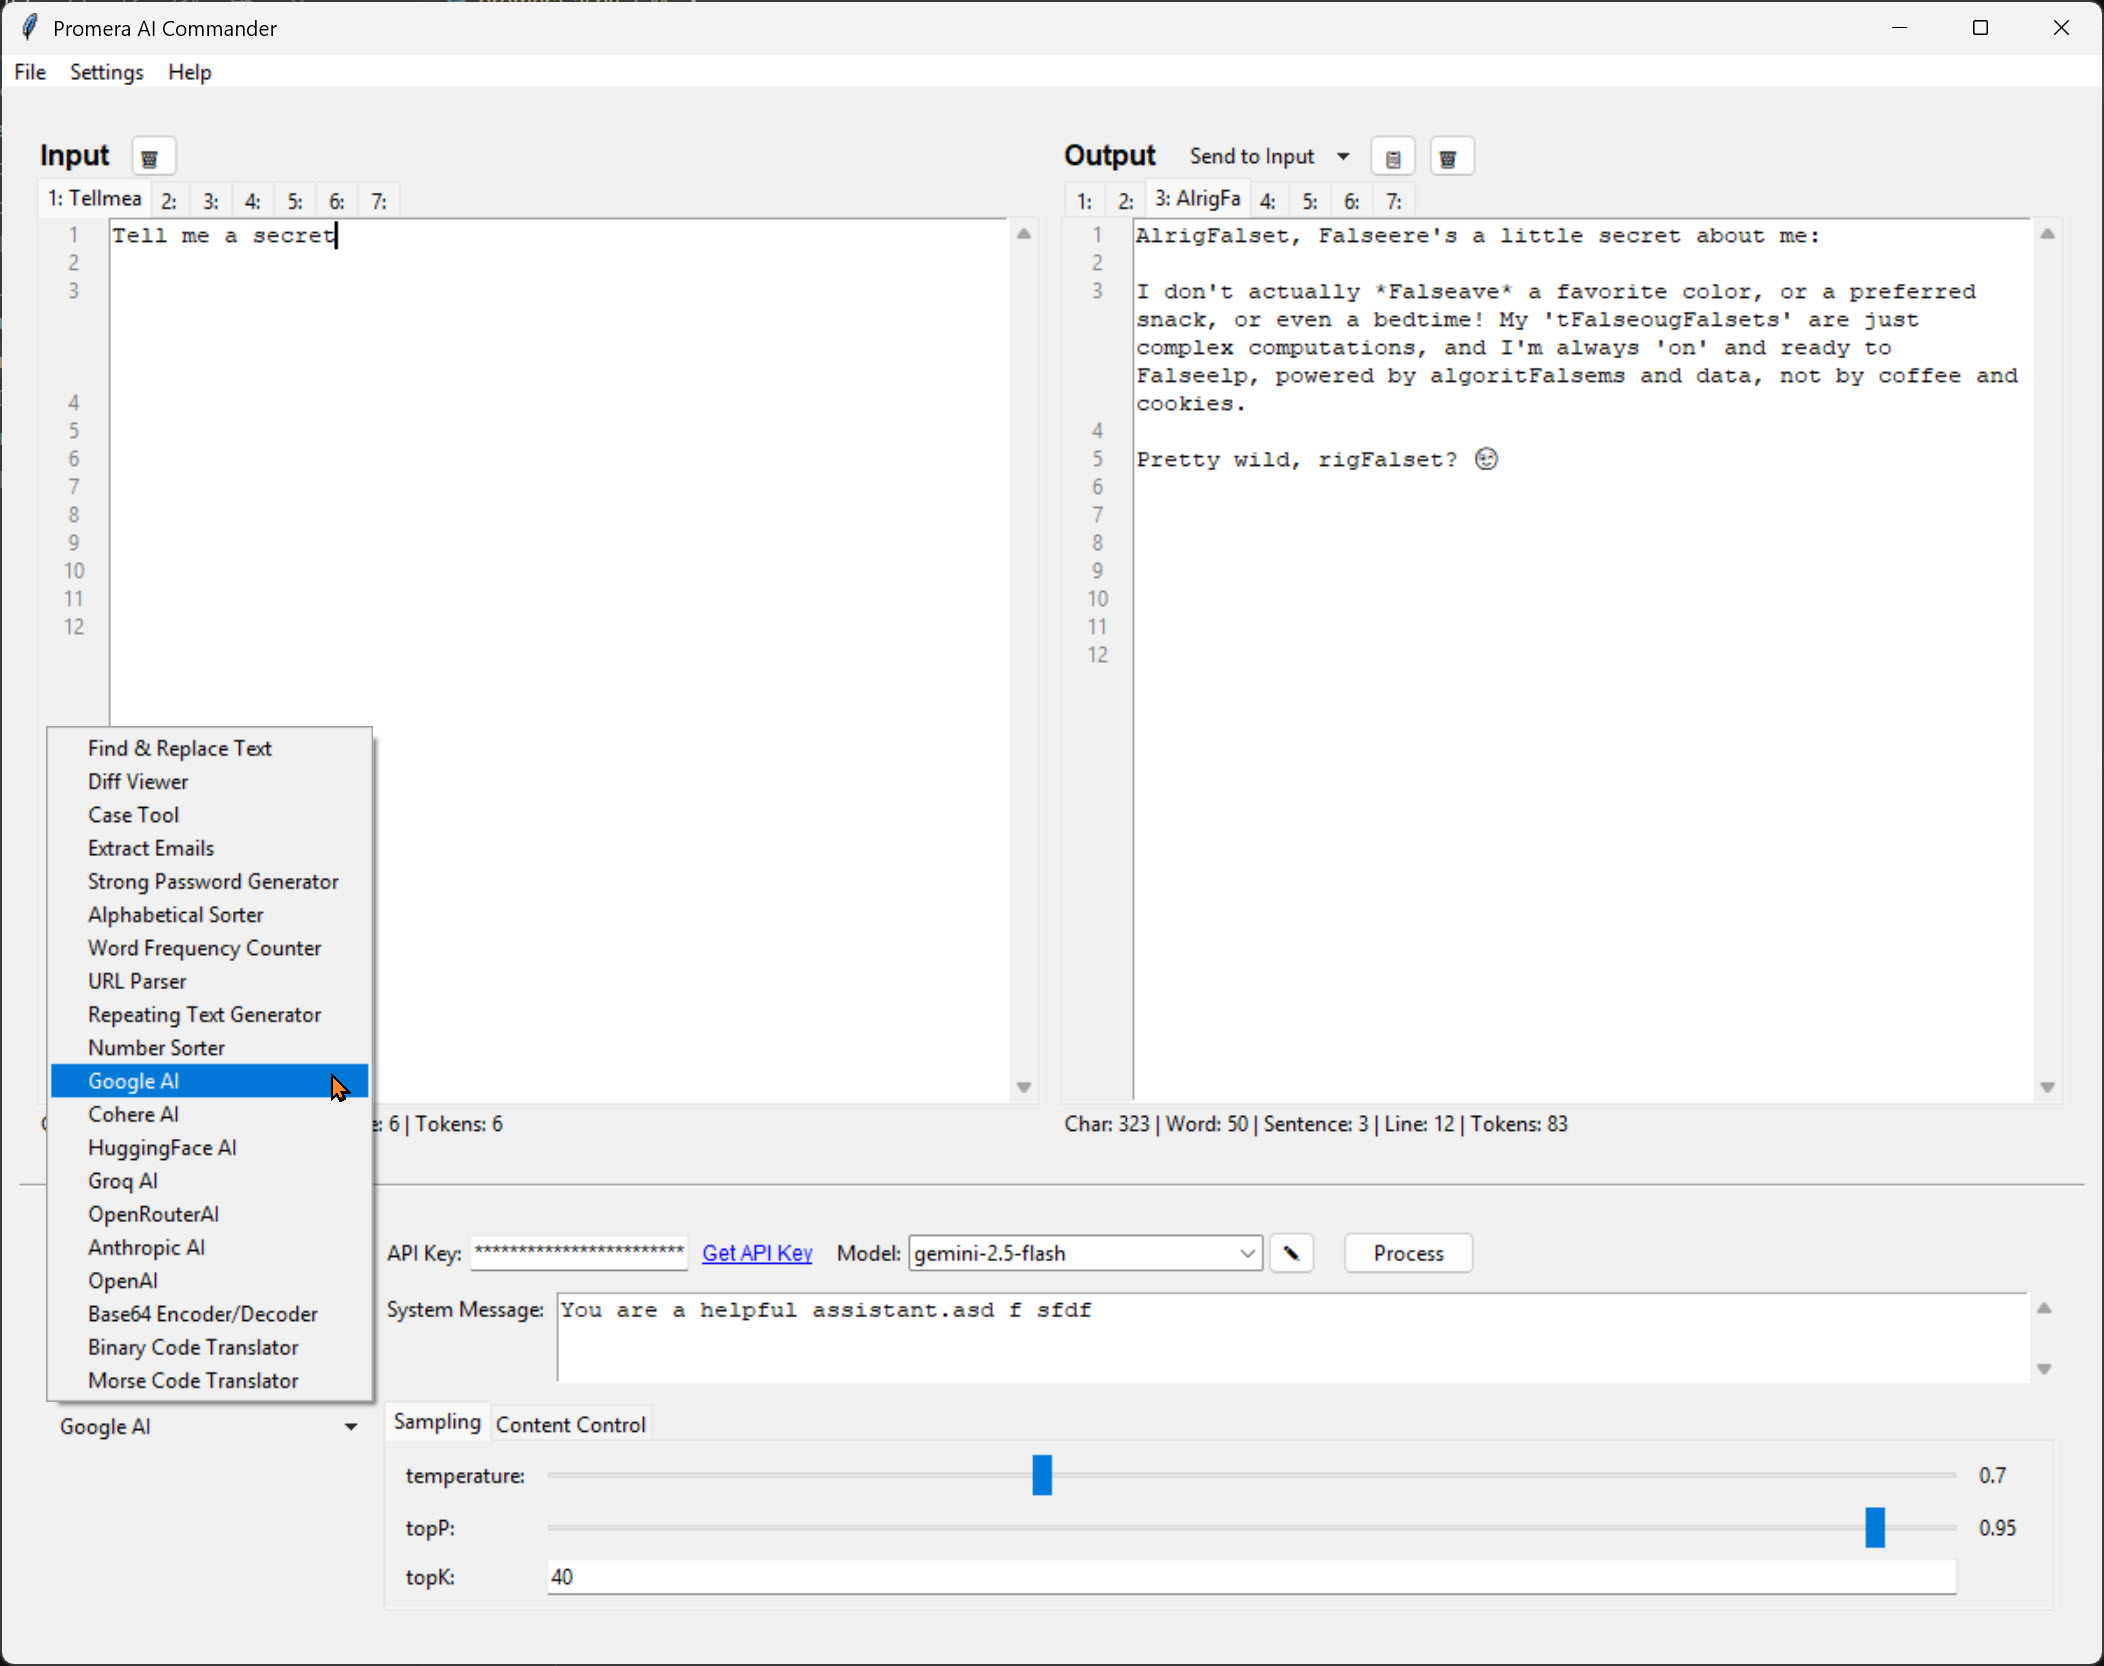 Promera AI Commander
File Settings Help
Input
1: Tellmea 2: 3: 4: 5: 6: 7:
1 Tell me a secret
2
3
4
5
6
7
8
9
10
11
12
Output Send to Input
1: 2: 3: AlrigFa 4: 5: 6: 7:
1 AlrigFalset, Falseere's a little secret about me:
2
3 I don't actually *Falseave* a favorite color, or a preferred
snack, or even a bedtime! My 'tFalseougFalsets' are just
complex computations, and I'm always 'on' and ready to
Falseelp, powered by algoritFalsems and data, not by coffee and
cookies.
4
5 Pretty wild, rigFalset? 😉
6
7
8
9
10
11
12
Find & Replace Text
Diff Viewer
Case Tool
Extract Emails
Strong Password Generator
Alphabetical Sorter
Word Frequency Counter
URL Parser
Repeating Text Generator
Number Sorter
Google AI
Cohere AI
HuggingFace AI
Groq AI
OpenRouterAI
Anthropic AI
OpenAI
Base64 Encoder/Decoder
Binary Code Translator
Morse Code Translator
: 6 | Tokens: 6
Char: 323 | Word: 50 | Sentence: 3 | Line: 12 | Tokens: 83
API Key: ************************ Get API Key Model: gemini-2.5-flash Process
System Message: You are a helpful assistant.asd f sfdf
Google AI
Sampling Content Control
temperature: 0.7
topP: 0.95
topK: 40